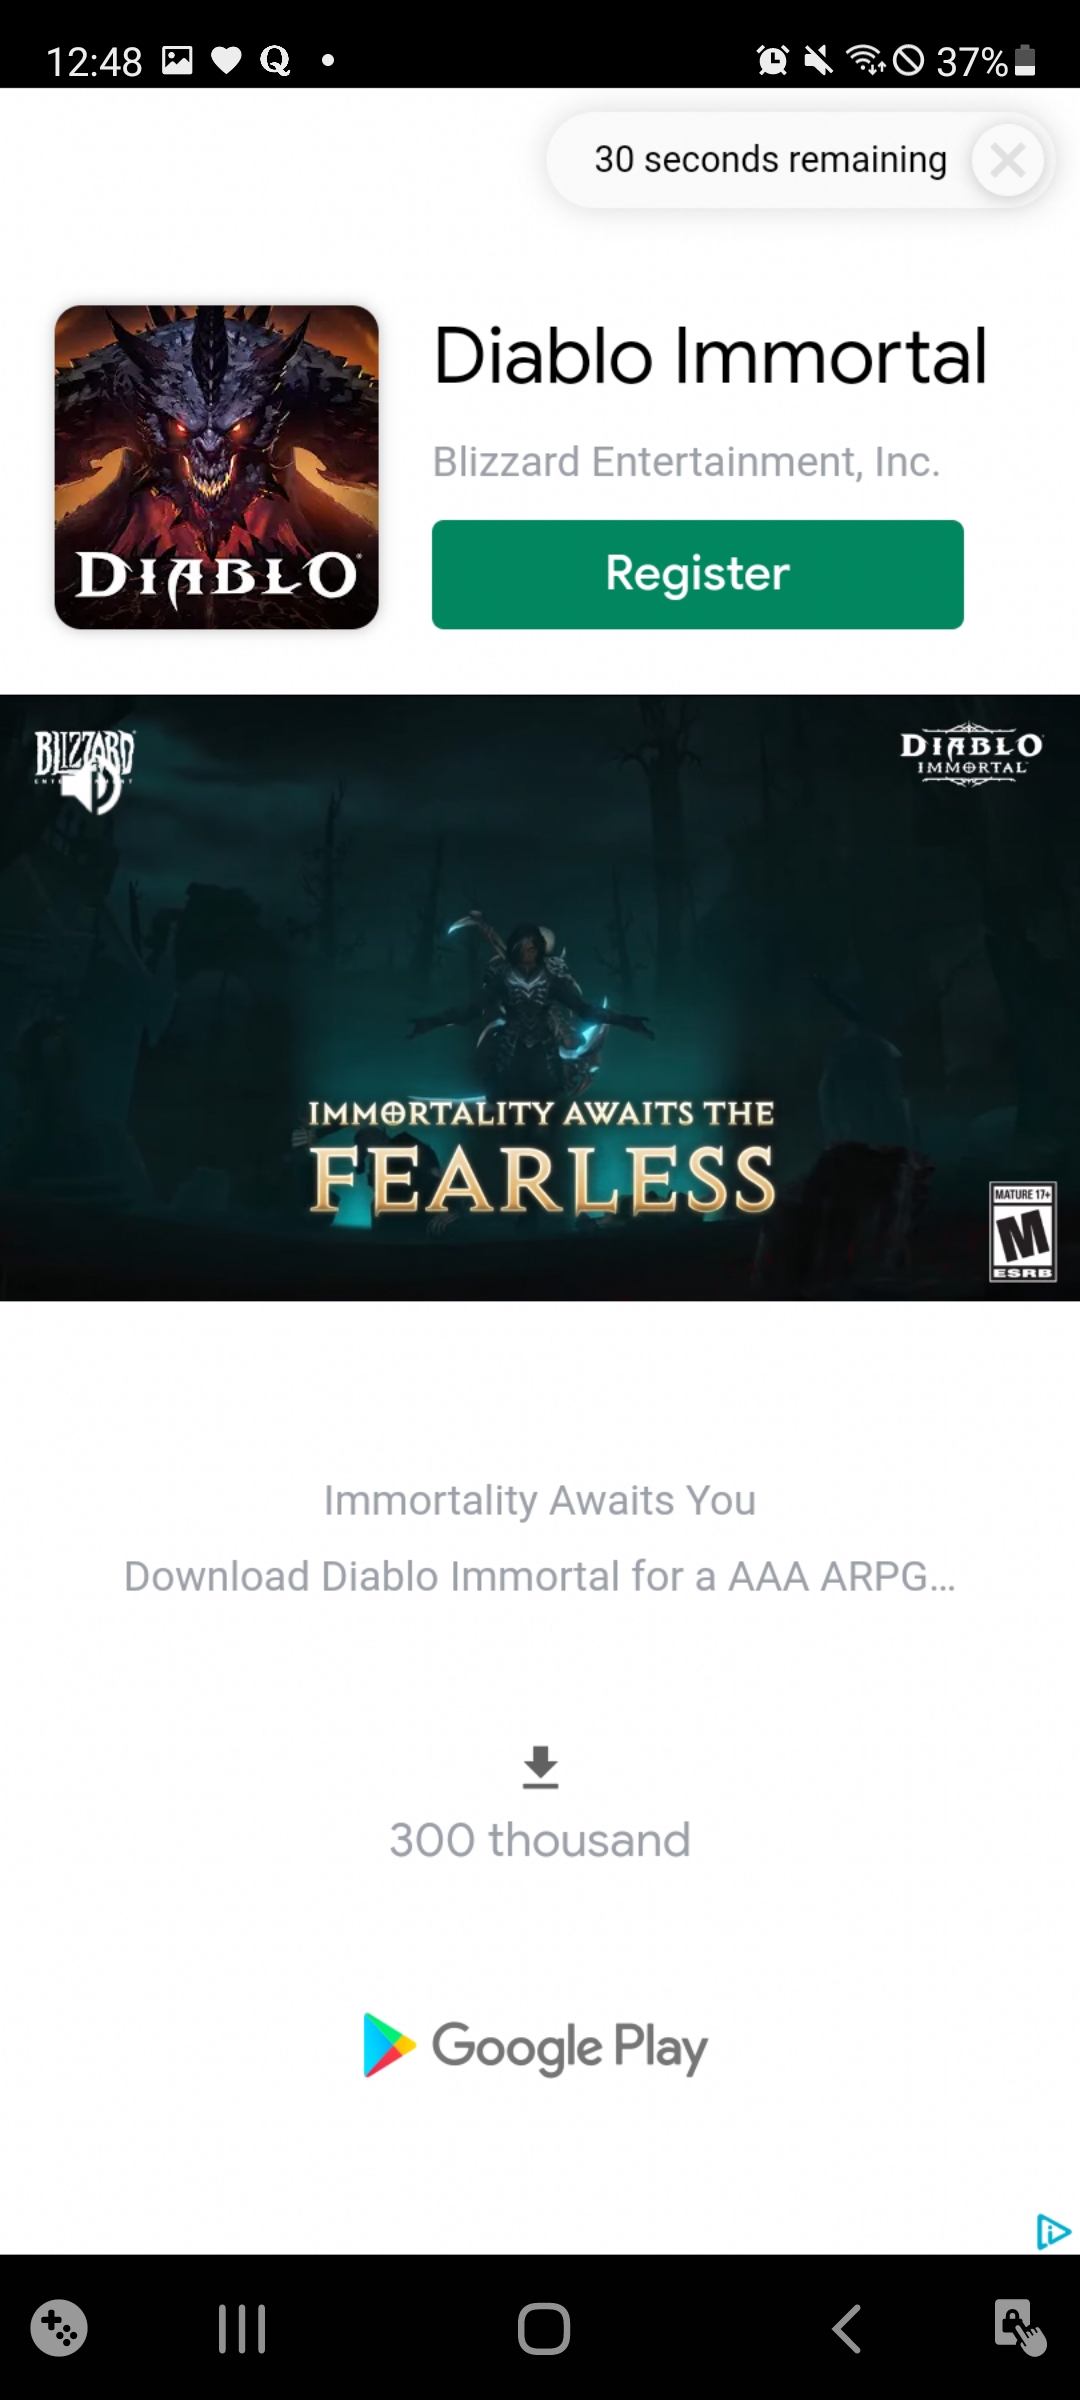 12:48
37%
30 seconds remaining
Diablo Immortal
Blizzard Entertainment, Inc.
Register
DIABLO
BLIZZARD
DIABLO
IMMORTAL
IMMORTALITY AWAITS THE
FEARLESS
MATURE 17+
M
ESRB
Immortality Awaits You
Download Diablo Immortal for a AAA ARPG...
300 thousand
Google Play